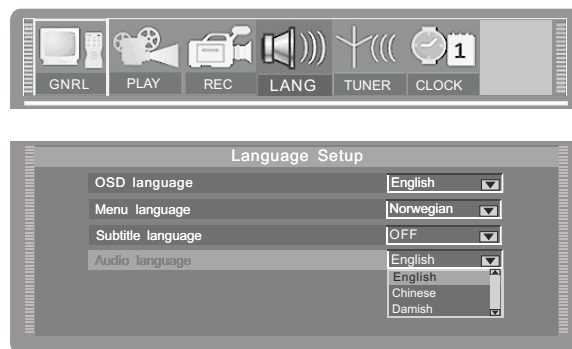 1
GNRL PLAY REC LANG TUNER CLOCK
Language Setup
OSD language English
Menu language Norwegian
Subtitle language OFF
Audio language English
English
Chinese
Damish